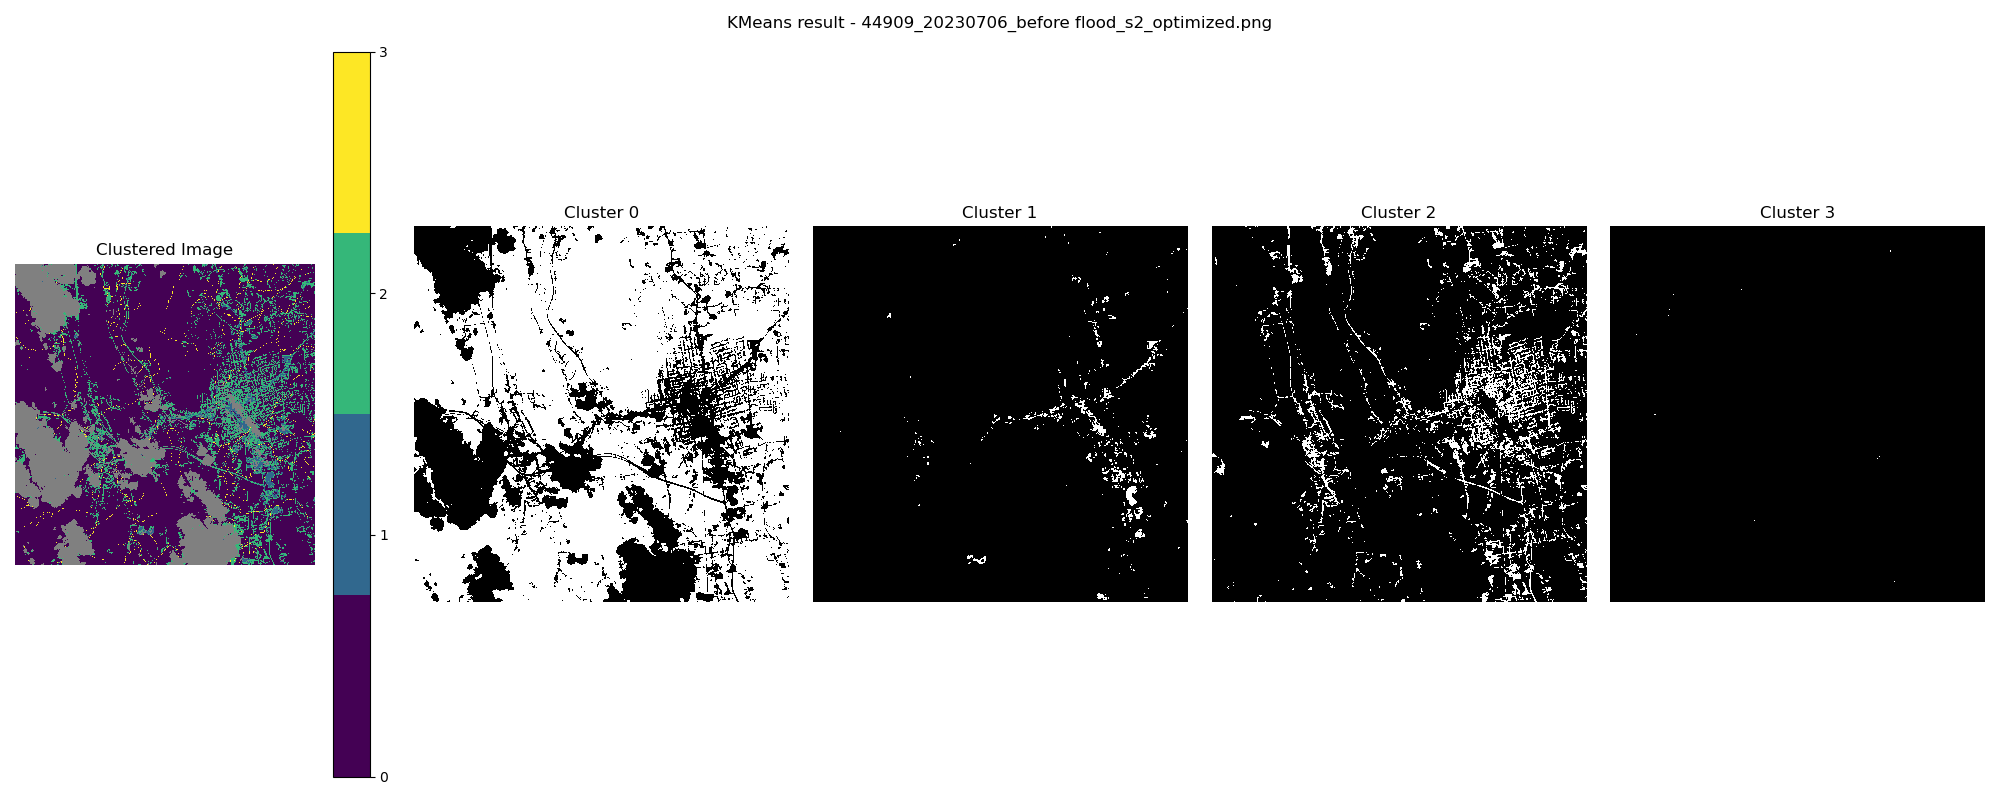 KMeans result - 44909_20230706_before flood_s2_optimized.png
Clustered Image
3
2
1
0
Cluster 0
Cluster 1
Cluster 2
Cluster 3